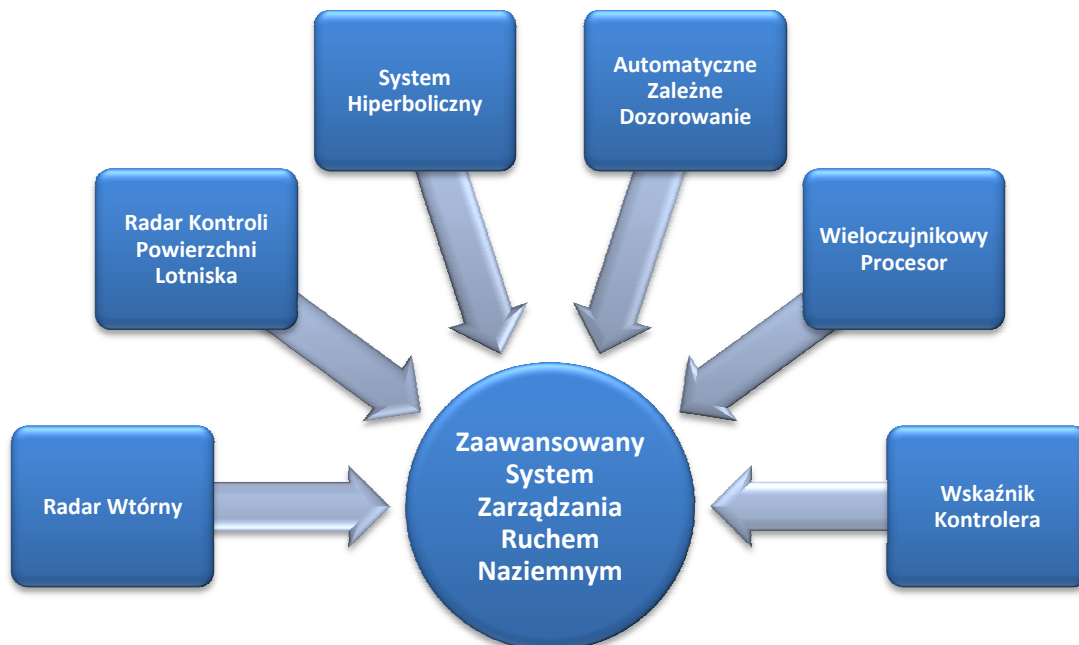 System
Hiperboliczny
Automatyczne
Zależne
Dozorowanie
Radar Kontroli
Powierzchni
Lotniska
Wieloczujnikowy
Procesor
Radar Wtórny
Zaawansowany
System
Zarządzania
Ruchem
Naziemnym
Wskaźnik
Kontrolera